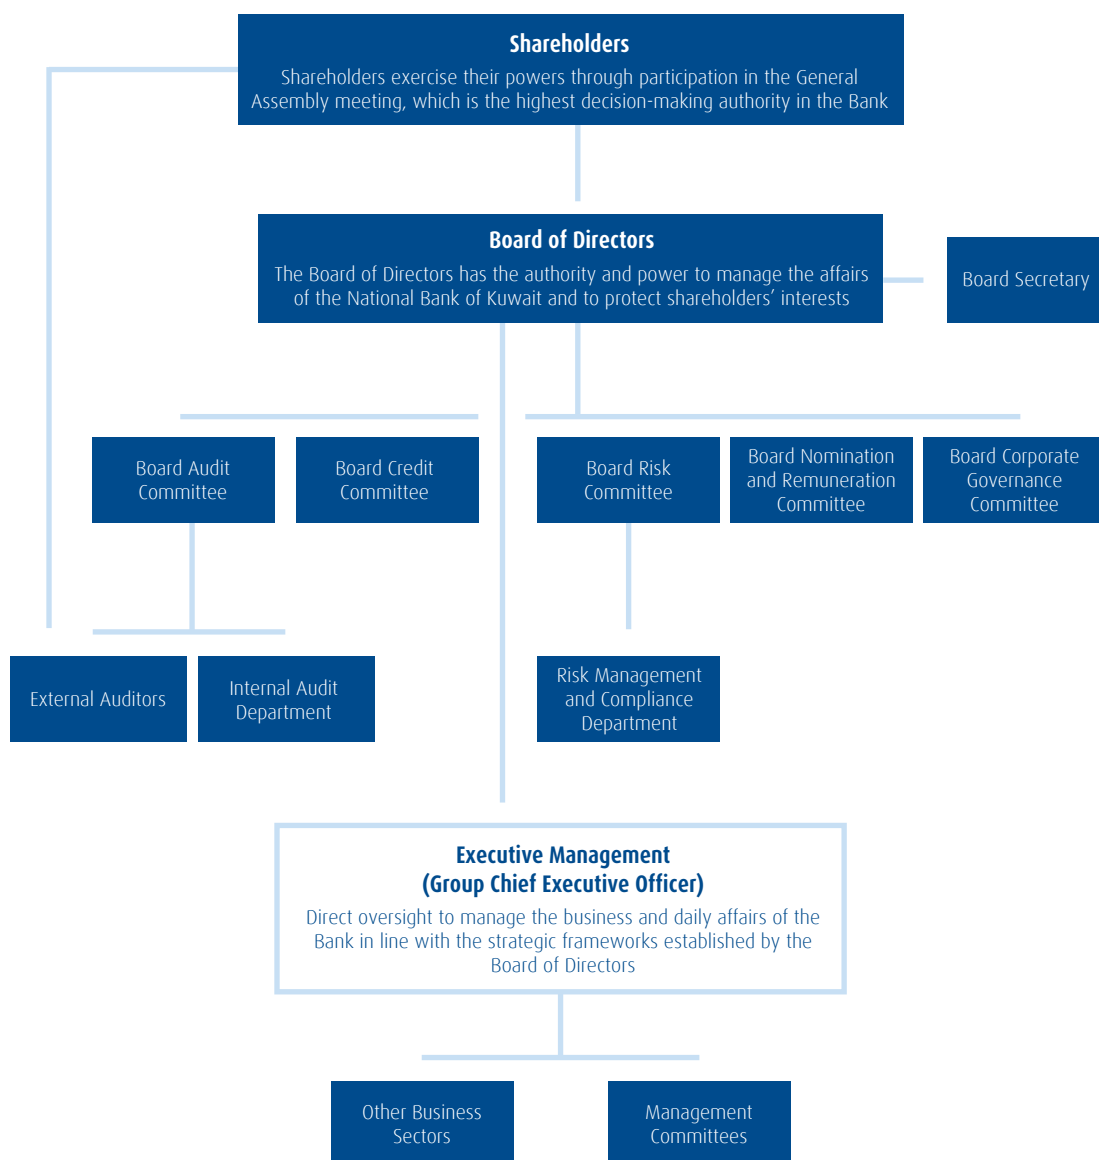 Shareholders
Shareholders exercise their powers through participation in the General
Assembly meeting, which is the highest decision-making authority in the Bank
Board of Directors
The Board of Directors has the authority and power to manage the affairs
of the National Bank of Kuwait and to protect shareholders’ interests
Board Secretary
Board Audit
Committee
Board Credit
Committee
Board Risk
Committee
Board Nomination
and Remuneration
Committee
Board Corporate
Governance
Committee
External Auditors
Internal Audit
Department
Risk Management
and Compliance
Department
Executive Management
(Group Chief Executive Officer)
Direct oversight to manage the business and daily affairs of the
Bank in line with the strategic frameworks established by the
Board of Directors
Other Business
Sectors
Management
Committees